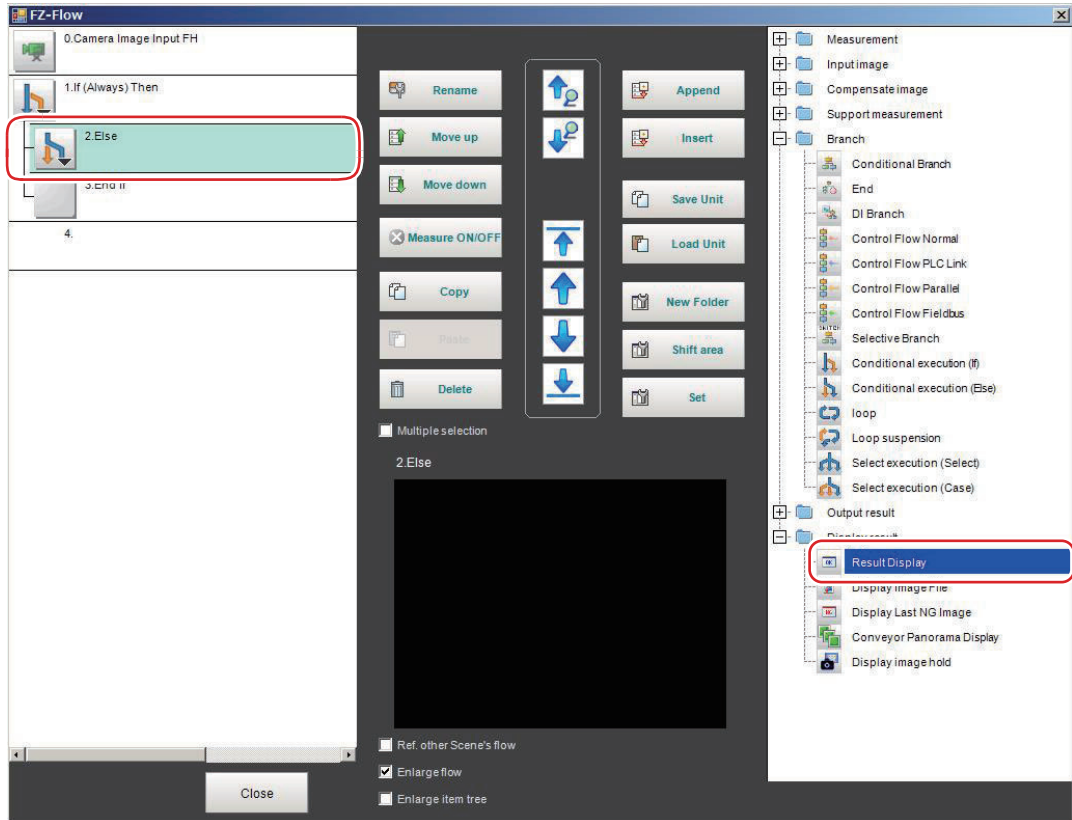 FZ-Flow
0.Camera Image Input FH
1.If (Always) Then
2.Else
3.End If
4.
Rename
Move up
Move down
Measure ON/OFF
Copy
Paste
Delete
Append
Insert
Save Unit
Load Unit
New Folder
Shift area
Set
Multiple selection
2.Else
Ref. other Scene's flow
Enlarge flow
Enlarge item tree
Close
Measurement
Input image
Compensate image
Support measurement
Branch
Conditional Branch
End
DI Branch
Control Flow Normal
Control Flow PLC Link
Control Flow Parallel
Control Flow Fieldbus
Selective Branch
Conditional execution (If)
Conditional execution (Else)
loop
Loop suspension
Select execution (Select)
Select execution (Case)
Output result
Display result
Result Display
Display Image File
Display Last NG Image
Conveyor Panorama Display
Display image hold